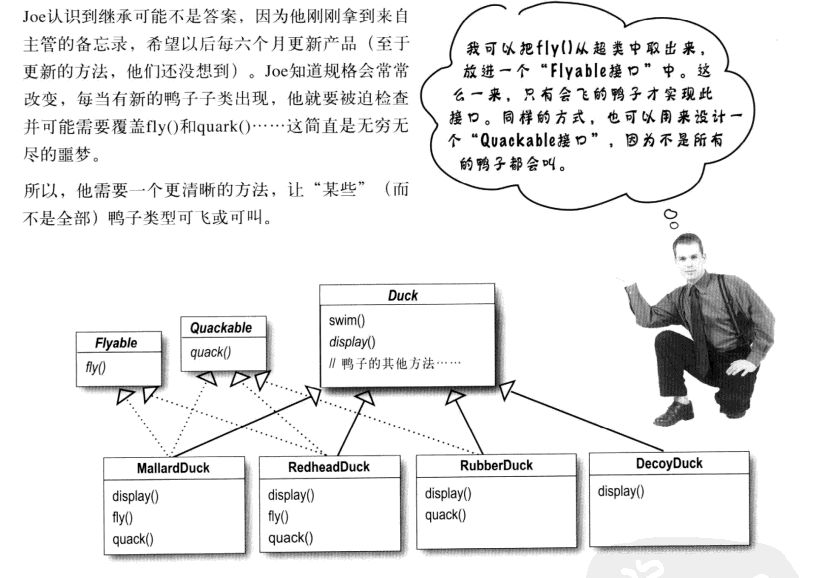 Joe认识到继承可能不是答案，因为他刚刚拿到来自
主管的备忘录，希望以后每六个月更新产品（至于
更新的方法，他们还没想到）。Joe知道规格会常常
改变，每当有新的鸭子子类出现，他就要被迫检查
并可能需要覆盖fly()和quark()……这简直是无穷无
尽的噩梦。
所以，他需要一个更清晰的方法，让“某些”（而
不是全部）鸭子类型可飞或可叫。
我可以把fly()从超类中取出来，
放进一个“Flyable接口”中。这
么一来，只有会飞的鸭子才实现此
接口。同样的方式，也可以用来设计一
个“Quackable接口”，因为不是所有
的鸭子都会叫。
Duck
swim()
display()
// 鸭子的其他方法……
Quackable
quack()
Flyable
fly()
MallardDuck
display()
fly()
quack()
RedheadDuck
display()
fly()
quack()
RubberDuck
display()
quack()
DecoyDuck
display()